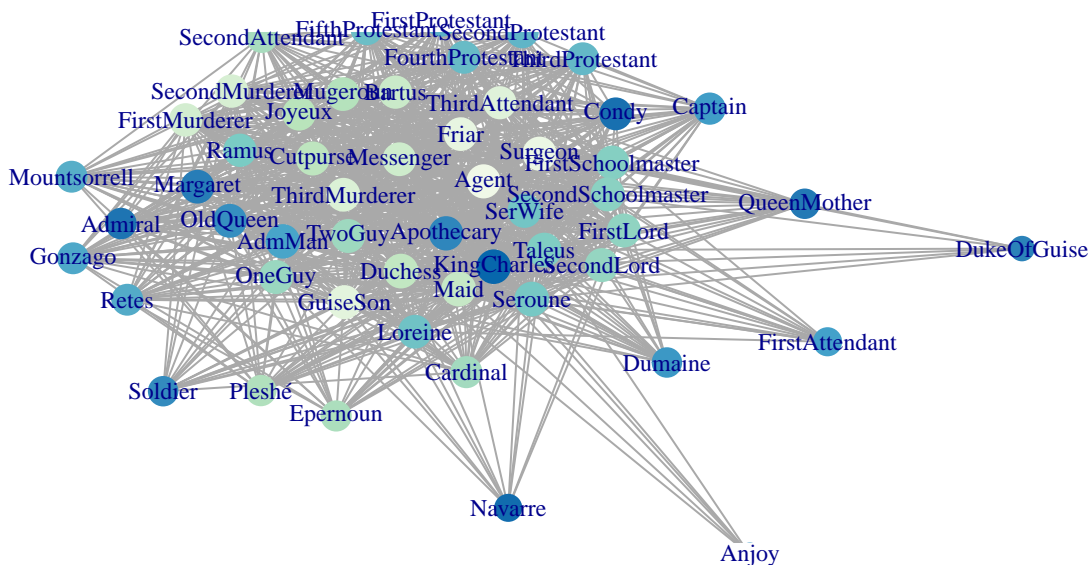 FirstProtestant
FifthProtestant
SecondProtestant
SecondAttendant
FourthProtestant
ThirdProtestant
SecondMurderer
Mugeroun
Bartus
ThirdAttendant
Condy
Captain
FirstMurderer
Joyeux
Friar
Ramus
Cutpurse
Messenger
Surgeon
FirstSchoolmaster
Mountsorrell
Margaret
ThirdMurderer
Agent
SecondSchoolmaster
QueenMother
Admiral
OldQueen
SerWife
AdmMan
TwoGuy
Apothecary
FirstLord
DukeOfGuise
Gonzago
Taleus
KingCharles
SecondLord
OneGuy
Duchess
Maid
Retes
GuiseSon
Seroune
Loreine
FirstAttendant
Dumaine
Cardinal
Soldier
Pleshé
Epernoun
Navarre
Anjoy